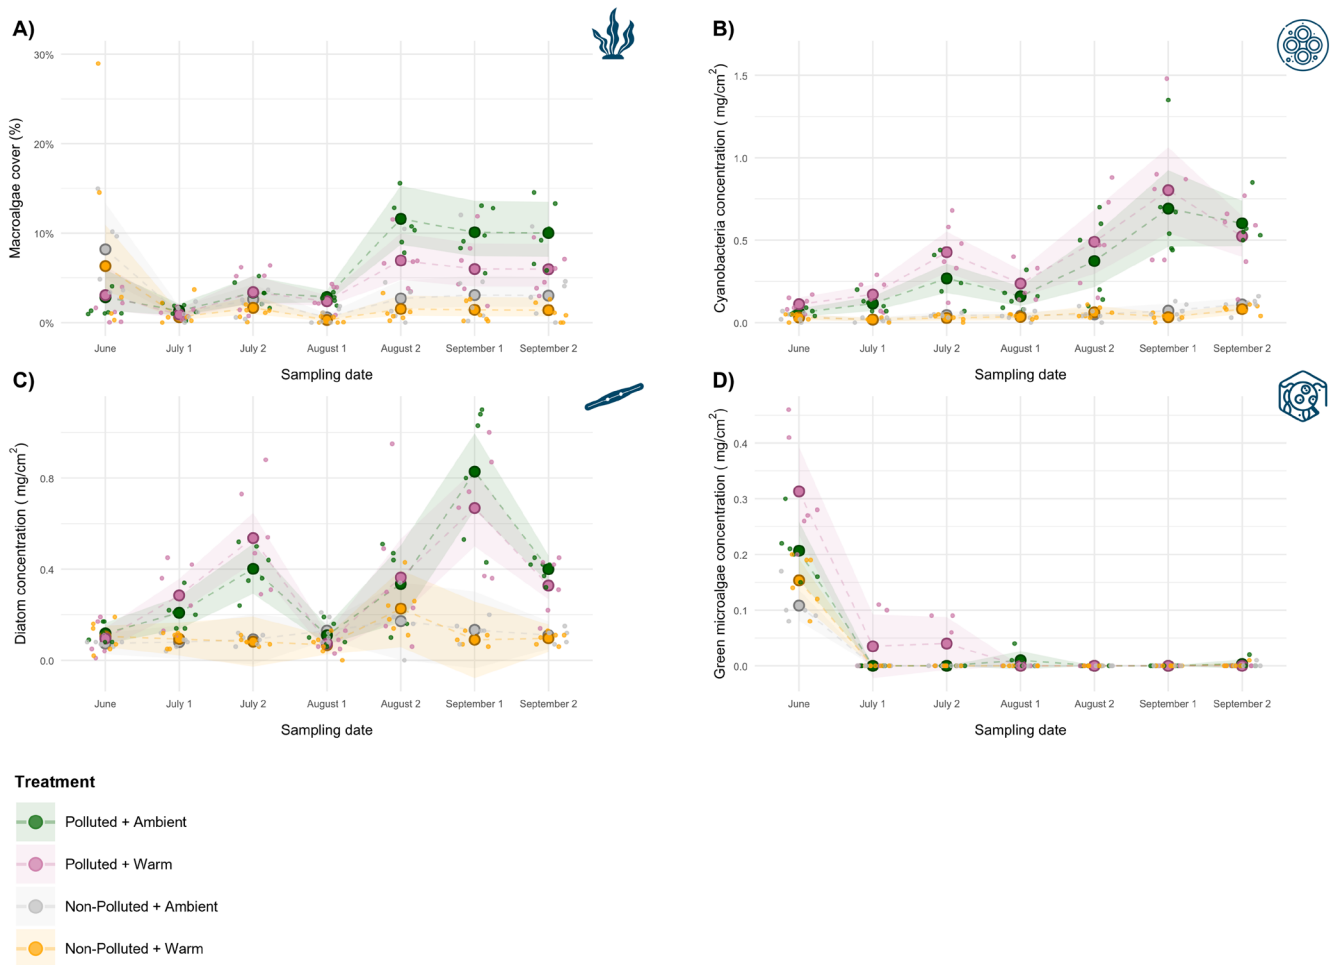 A)
Macroalgae cover (%)
30%
20%
10%
0%
June
July 1
July 2
August 1
August 2
September 1
September 2
Sampling date
B)
Cyanobacteria concentration ( mg/cm²)
1.5
1.0
0.5
0.0
June
July 1
July 2
August 1
August 2
September 1
September 2
Sampling date
C)
Diatom concentration ( mg/cm²)
0.8
0.4
0.0
June
July 1
July 2
August 1
August 2
September 1
September 2
Sampling date
D)
Green microalgae concentration ( mg/cm²)
0.4
0.3
0.2
0.1
0.0
June
July 1
July 2
August 1
August 2
September 1
September 2
Sampling date
Treatment
Polluted + Ambient
Polluted + Warm
Non-Polluted + Ambient
Non-Polluted + Warm